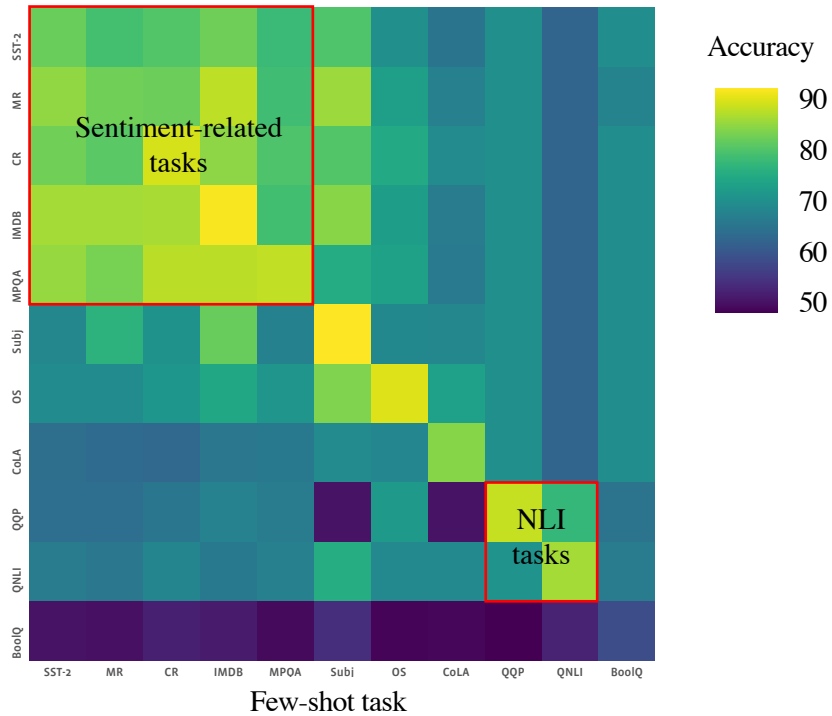 SST-2
MR
CR
IMDB
MPQA
Subj
OS
CoLA
QQP
QNLI
BoolQ
Sentiment-related
tasks
NLI
tasks
SST-2 MR CR IMDB MPQA Subj OS CoLA QQP QNLI BoolQ
Few-shot task
Accuracy
90
80
70
60
50